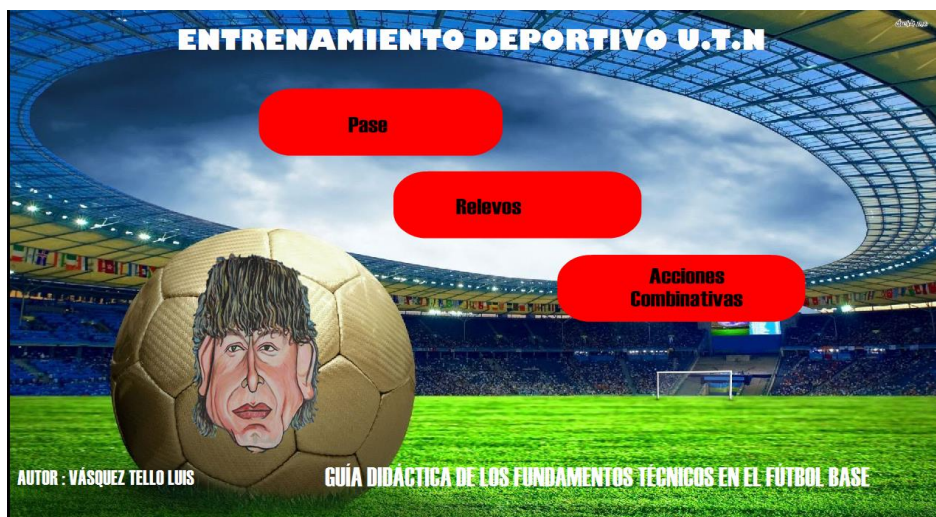 ENTRENAMIENTO DEPORTIVO U.T.N
Pase
Relevos
Acciones
Combinativas
AUTOR : VÁSQUEZ TELLO LUIS
GUÍA DIDÁCTICA DE LOS FUNDAMENTOS TÉCNICOS EN EL FÚTBOL BASE